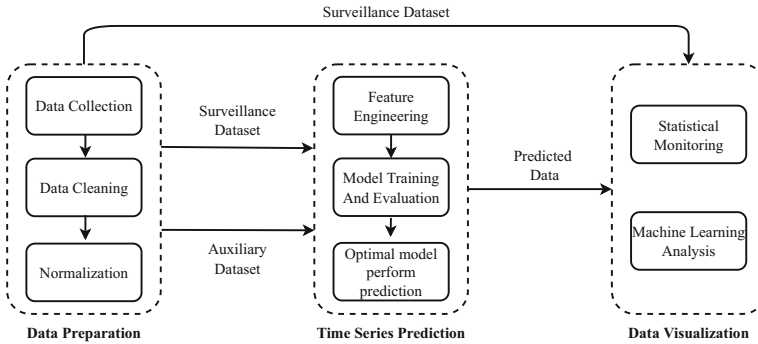 Surveillance Dataset
Data Collection
Data Cleaning
Normalization
Data Preparation
Surveillance
Dataset
Auxiliary
Dataset
Feature
Engineering
Model Training
And Evaluation
Optimal model
perform
prediction
Time Series Prediction
Predicted
Data
Statistical
Monitoring
Machine Learning
Analysis
Data Visualization